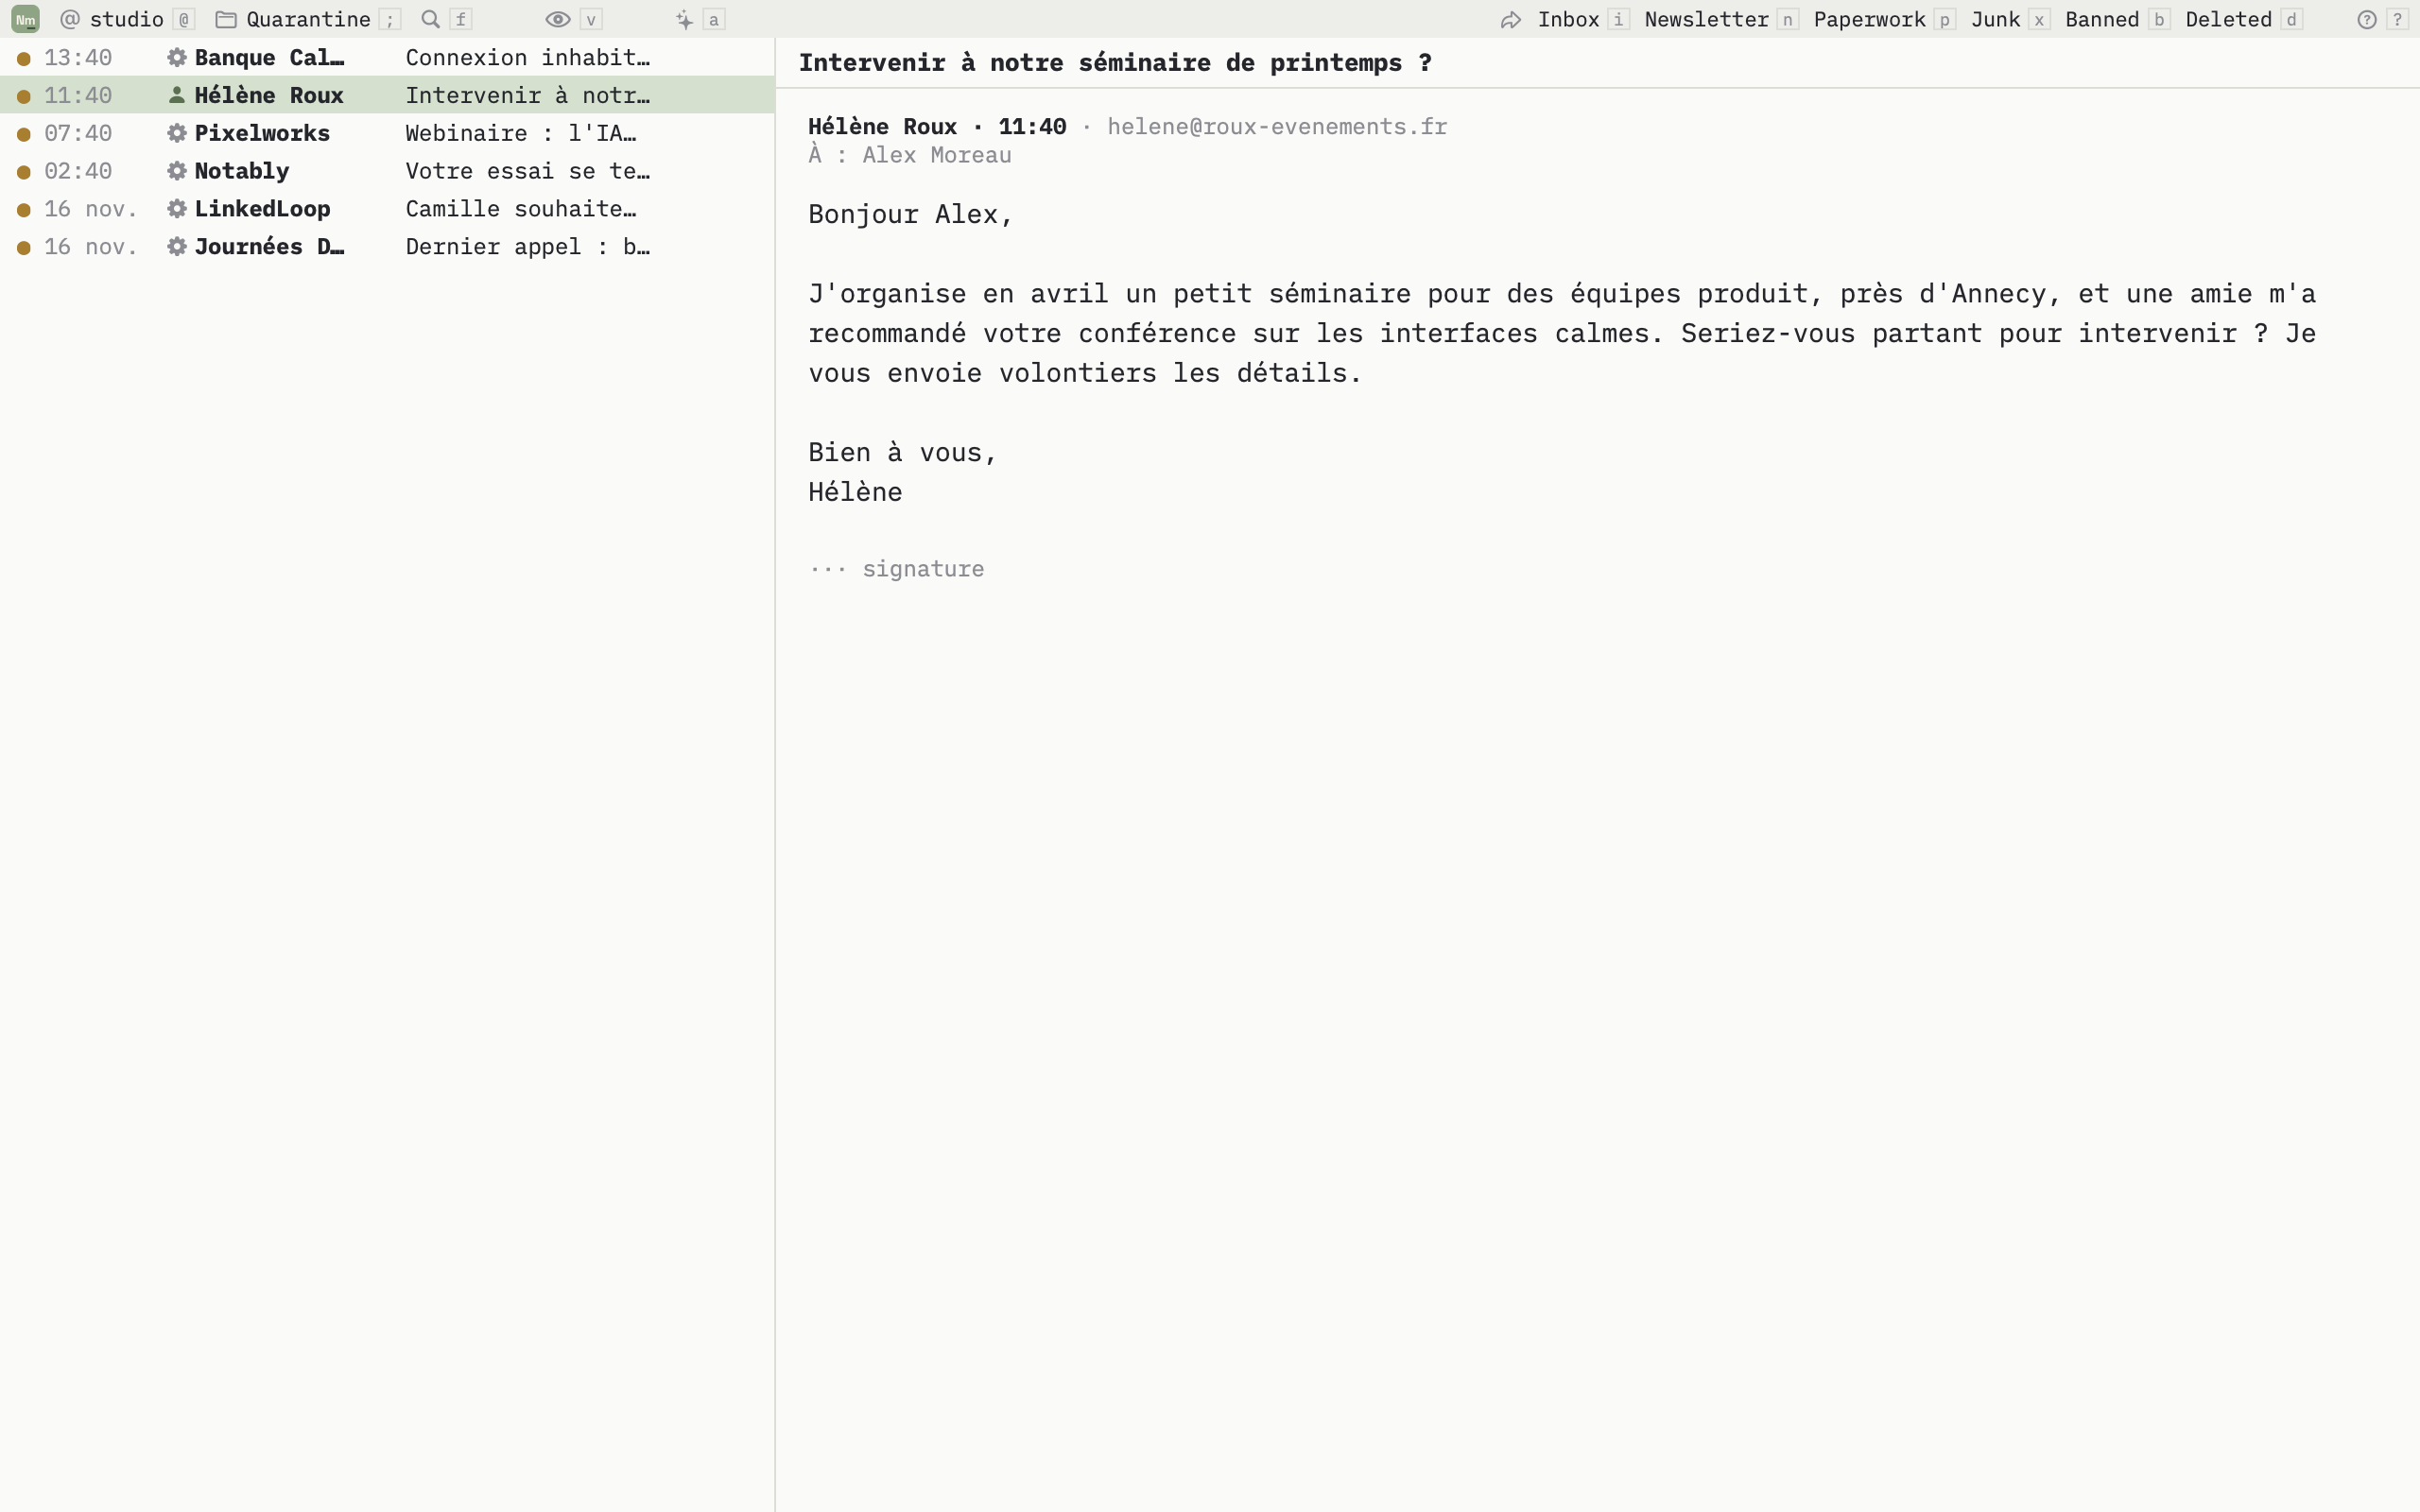 Nm @ studio @ Quarantine ; f v a Inbox i Newsletter n Paperwork p Junk x Banned b Deleted d ? ?
13:40 Banque Cal… Connexion inhabit…
11:40 Hélène Roux Intervenir à notr…
07:40 Pixelworks Webinaire : l'IA…
02:40 Notably Votre essai se te…
16 nov. LinkedLoop Camille souhaite…
16 nov. Journées D… Dernier appel : b…
Intervenir à notre séminaire de printemps ?
Hélène Roux · 11:40 · helene@roux-evenements.fr
À : Alex Moreau
Bonjour Alex,
J'organise en avril un petit séminaire pour des équipes produit, près d'Annecy, et une amie m'a
recommandé votre conférence sur les interfaces calmes. Seriez-vous partant pour intervenir ? Je
vous envoie volontiers les détails.
Bien à vous,
Hélène
··· signature